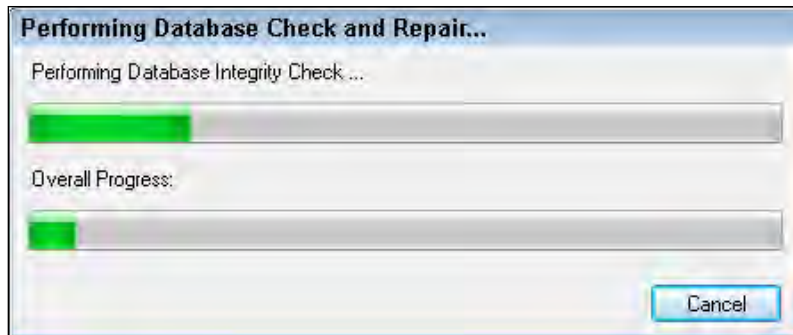 Performing Database Check and Repair...
Performing Database Integrity Check ...
Overall Progress:
Cancel